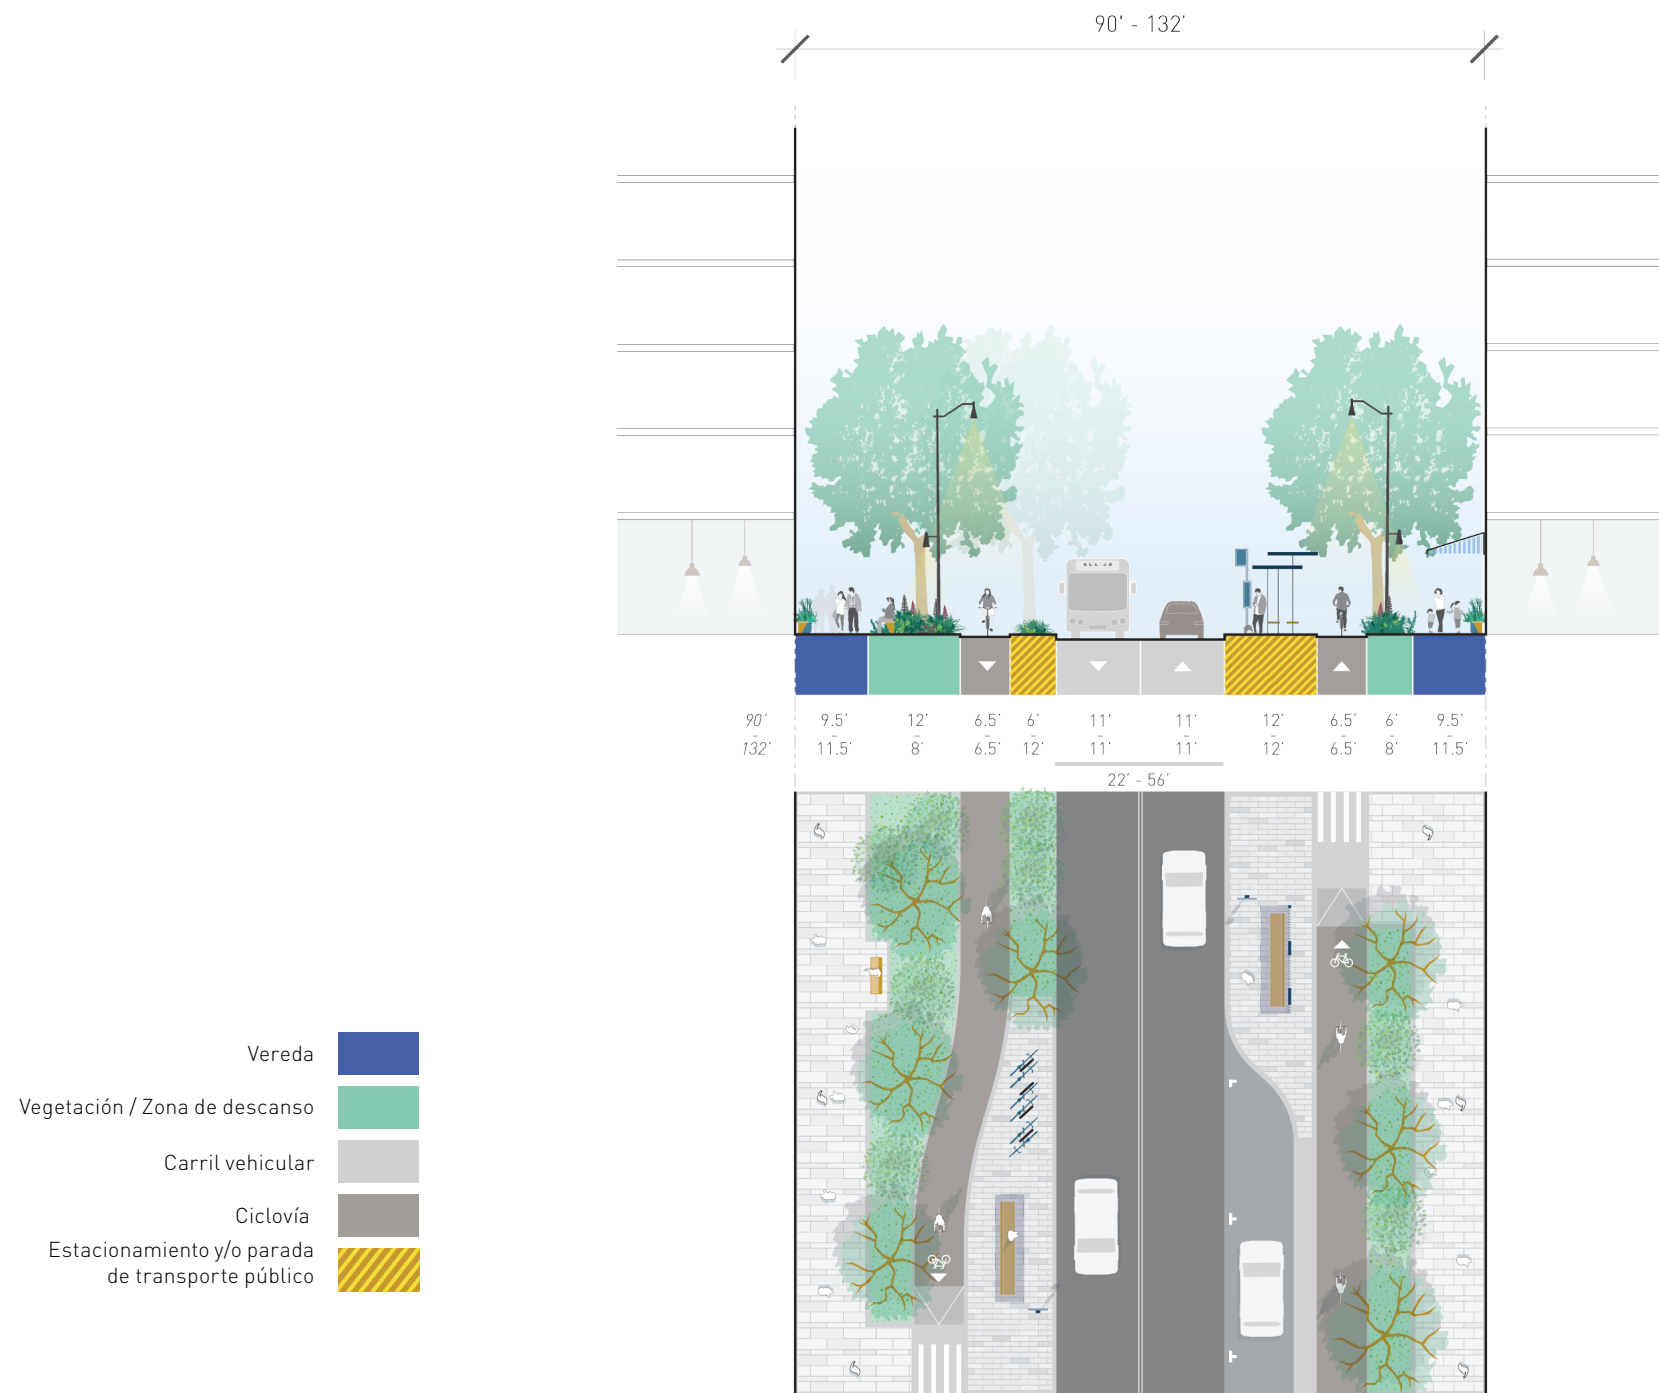 90' - 132'
90' 9.5' 12' 6.5' 6' 11' 11' 12' 6.5' 6' 9.5'
- - - - - - - - - - -
132' 11.5' 8' 6.5' 12' 11' 11' 12' 6.5' 8' 11.5'
22' - 56'
Vereda
Vegetación / Zona de descanso
Carril vehicular
Ciclovía
Estacionamiento y/o parada
de transporte público